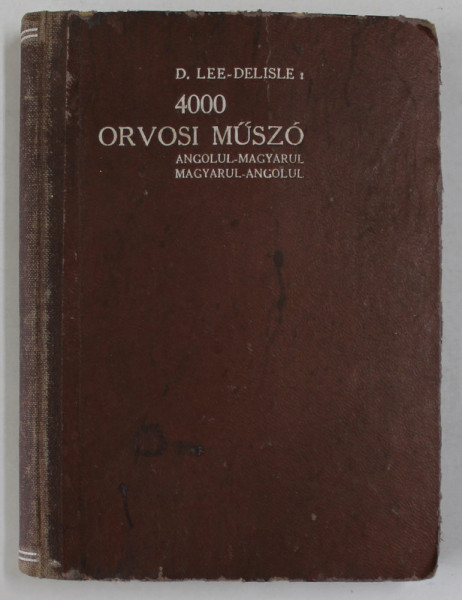 D. LEE-DELISLE:
4000
ORVOSI MŰSZÓ
ANGOLUL-MAGYARUL
MAGYARUL-ANGOLUL